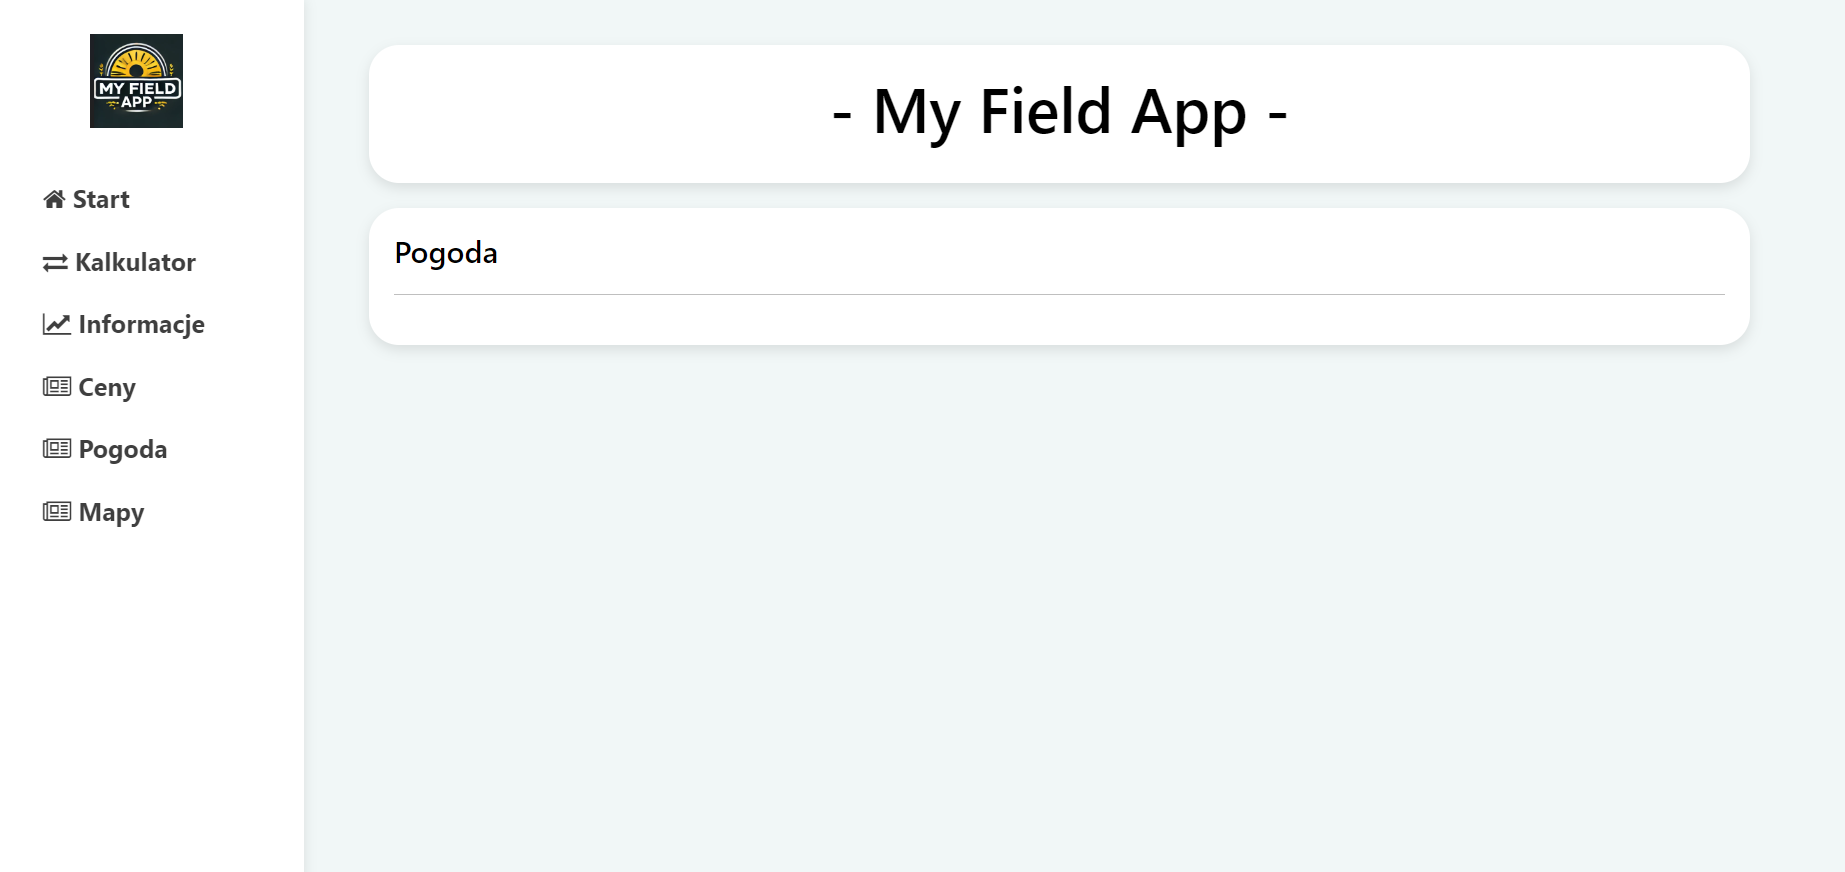 MY FIELD
APP
Start
Kalkulator
Informacje
Ceny
Pogoda
Mapy
- My Field App -
Pogoda